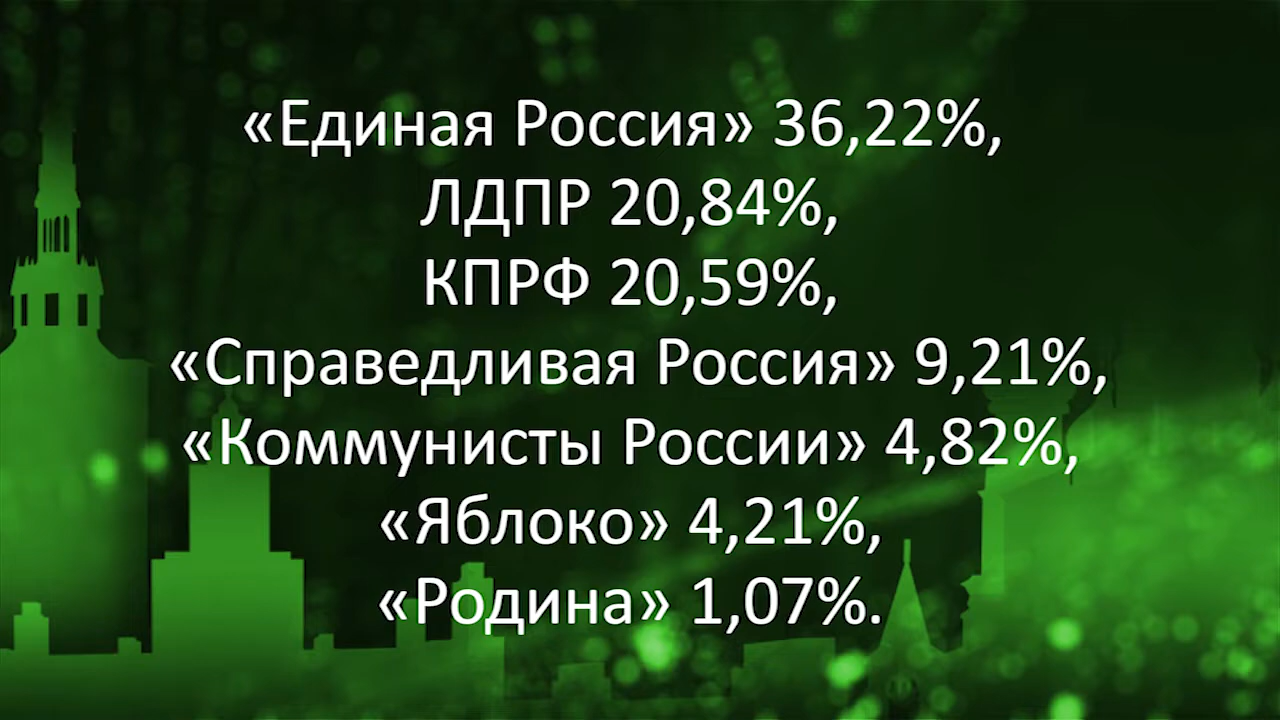 «Единая Россия» 36,22%,
ЛДПР 20,84%,
КПРФ 20,59%,
«Справедливая Россия» 9,21%,
«Коммунисты России» 4,82%,
«Яблоко» 4,21%,
«Родина» 1,07%.